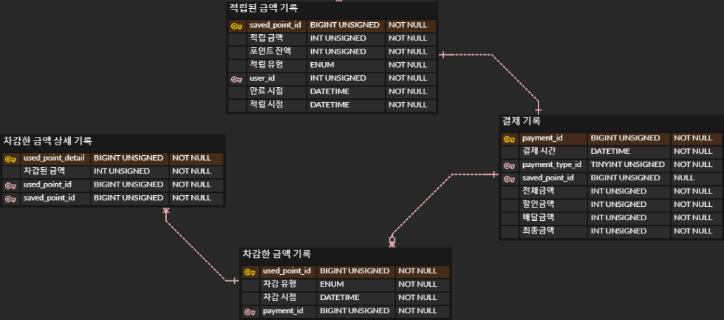 적립된 금액 기록
saved_point_id BIGINT UNSIGNED NOT NULL
적립 금액 INT UNSIGNED NOT NULL
포인트 잔액 INT UNSIGNED NOT NULL
적립 유형 ENUM NOT NULL
user_id INT UNSIGNED NOT NULL
만료 시점 DATETIME NOT NULL
적립 시점 DATETIME NOT NULL
결제 기록
payment_id BIGINT UNSIGNED NOT NULL
결제 시간 DATETIME NOT NULL
payment_type_id TINYINT UNSIGNED NOT NULL
saved_point_id BIGINT UNSIGNED NULL
전체금액 INT UNSIGNED NOT NULL
할인금액 INT UNSIGNED NOT NULL
배달금액 INT UNSIGNED NOT NULL
최종금액 INT UNSIGNED NOT NULL
차감한 금액 상세 기록
used_point_detail BIGINT UNSIGNED NOT NULL
차감된 금액 INT UNSIGNED NOT NULL
used_point_id BIGINT UNSIGNED NOT NULL
saved_point_id BIGINT UNSIGNED NOT NULL
차감한 금액 기록
used_point_id BIGINT UNSIGNED NOT NULL
차감 유형 ENUM NOT NULL
차감 시점 DATETIME NOT NULL
payment_id BIGINT UNSIGNED NOT NULL